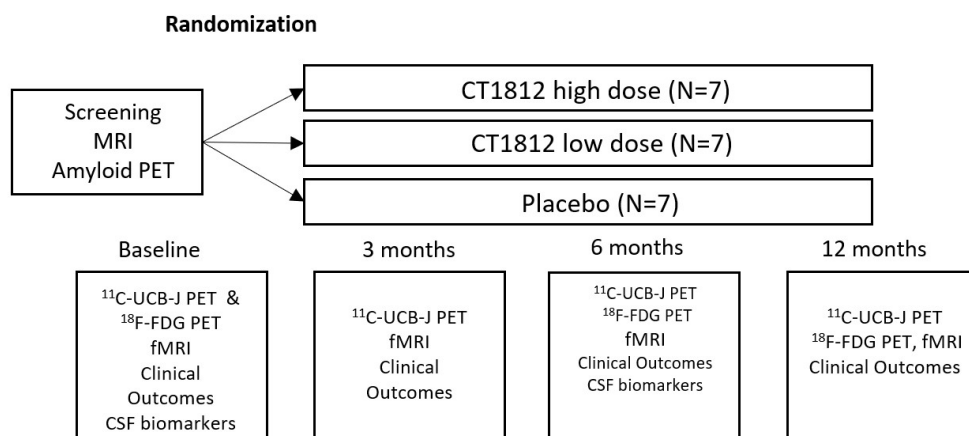 Randomization
Screening
MRI
Amyloid PET
CT1812 high dose (N=7)
CT1812 low dose (N=7)
Placebo (N=7)
Baseline
¹¹C-UCB-J PET &
¹⁸F-FDG PET
fMRI
Clinical
Outcomes
CSF biomarkers
3 months
¹¹C-UCB-J PET
fMRI
Clinical
Outcomes
6 months
¹¹C-UCB-J PET
¹⁸F-FDG PET
fMRI
Clinical Outcomes
CSF biomarkers
12 months
¹¹C-UCB-J PET
¹⁸F-FDG PET, fMRI
Clinical Outcomes